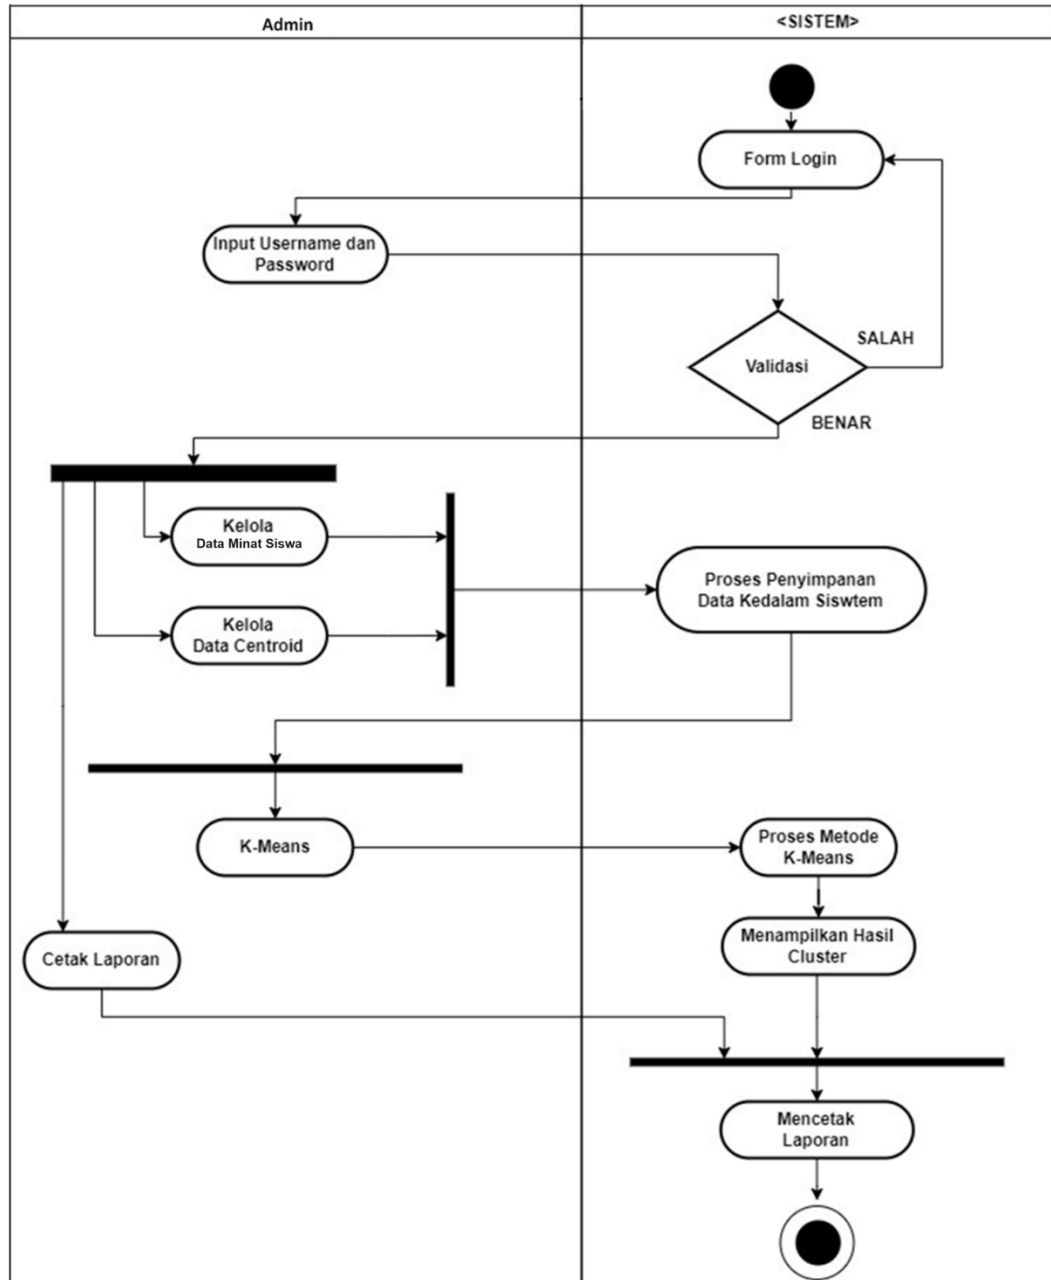 Admin
<SISTEM>
Form Login
Input Username dan
Password
Validasi
SALAH
BENAR
Kelola
Data Minat Siswa
Kelola
Data Centroid
Proses Penyimpanan
Data Kedalam Siswtem
K-Means
Proses Metode
K-Means
Menampilkan Hasil
Cluster
Cetak Laporan
Mencetak
Laporan